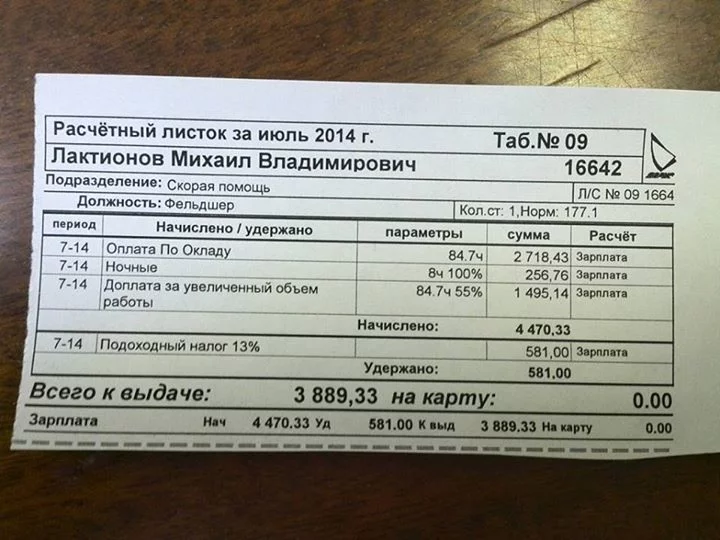 Расчётный листок за июль 2014 г. Таб.№ 09
Лактионов Михаил Владимирович 16642
Подразделение: Скорая помощь Л/С № 09 1664
Должность: Фельдшер Кол.ст: 1,Норм: 177.1
период Начислено / удержано параметры сумма Расчёт
7-14 Оплата По Окладу 84.7ч 2 718,43 Зарплата
7-14 Ночные 8ч 100% 256,76 Зарплата
7-14 Доплата за увеличенный объем 84.7ч 55% 1 495,14 Зарплата
работы
Начислено: 4 470.33
7-14 Подоходный налог 13% 581,00 Зарплата
Удержано: 581.00
Всего к выдаче: 3 889,33 на карту: 0.00
Зарплата Нач 4 470.33 Уд 581.00 К выд 3 889.33 На карту 0.00